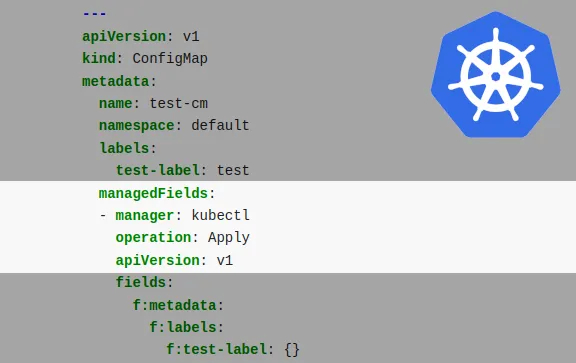 ---
apiVersion: v1
kind: ConfigMap
metadata:
  name: test-cm
  namespace: default
  labels:
    test-label: test
  managedFields:
  - manager: kubectl
    operation: Apply
    apiVersion: v1
    fields:
      f:metadata:
        f:labels:
          f:test-label: {}